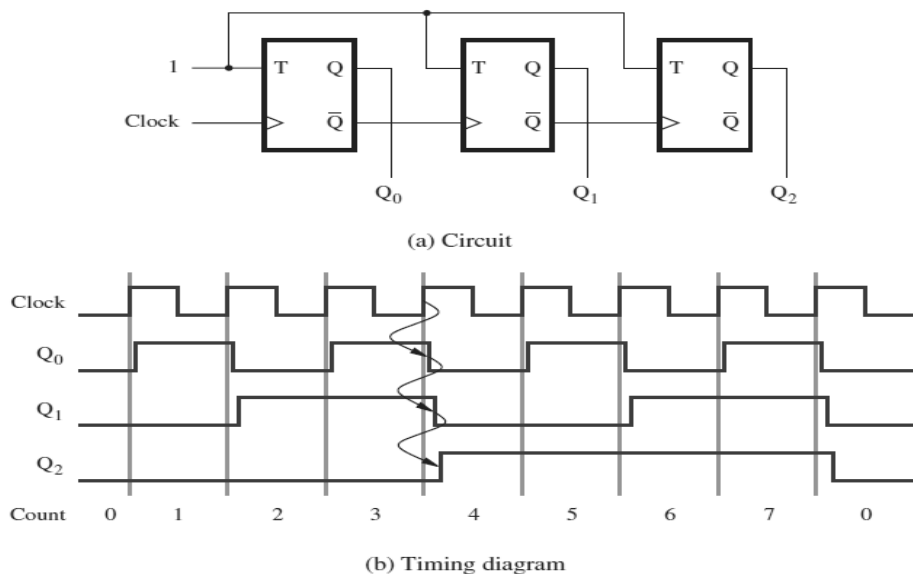 1 T Q T Q T Q
Clock Q̅ Q̅ Q̅
Q₀ Q₁ Q₂
(a) Circuit
Clock
Q₀
Q₁
Q₂
Count 0 1 2 3 4 5 6 7 0
(b) Timing diagram